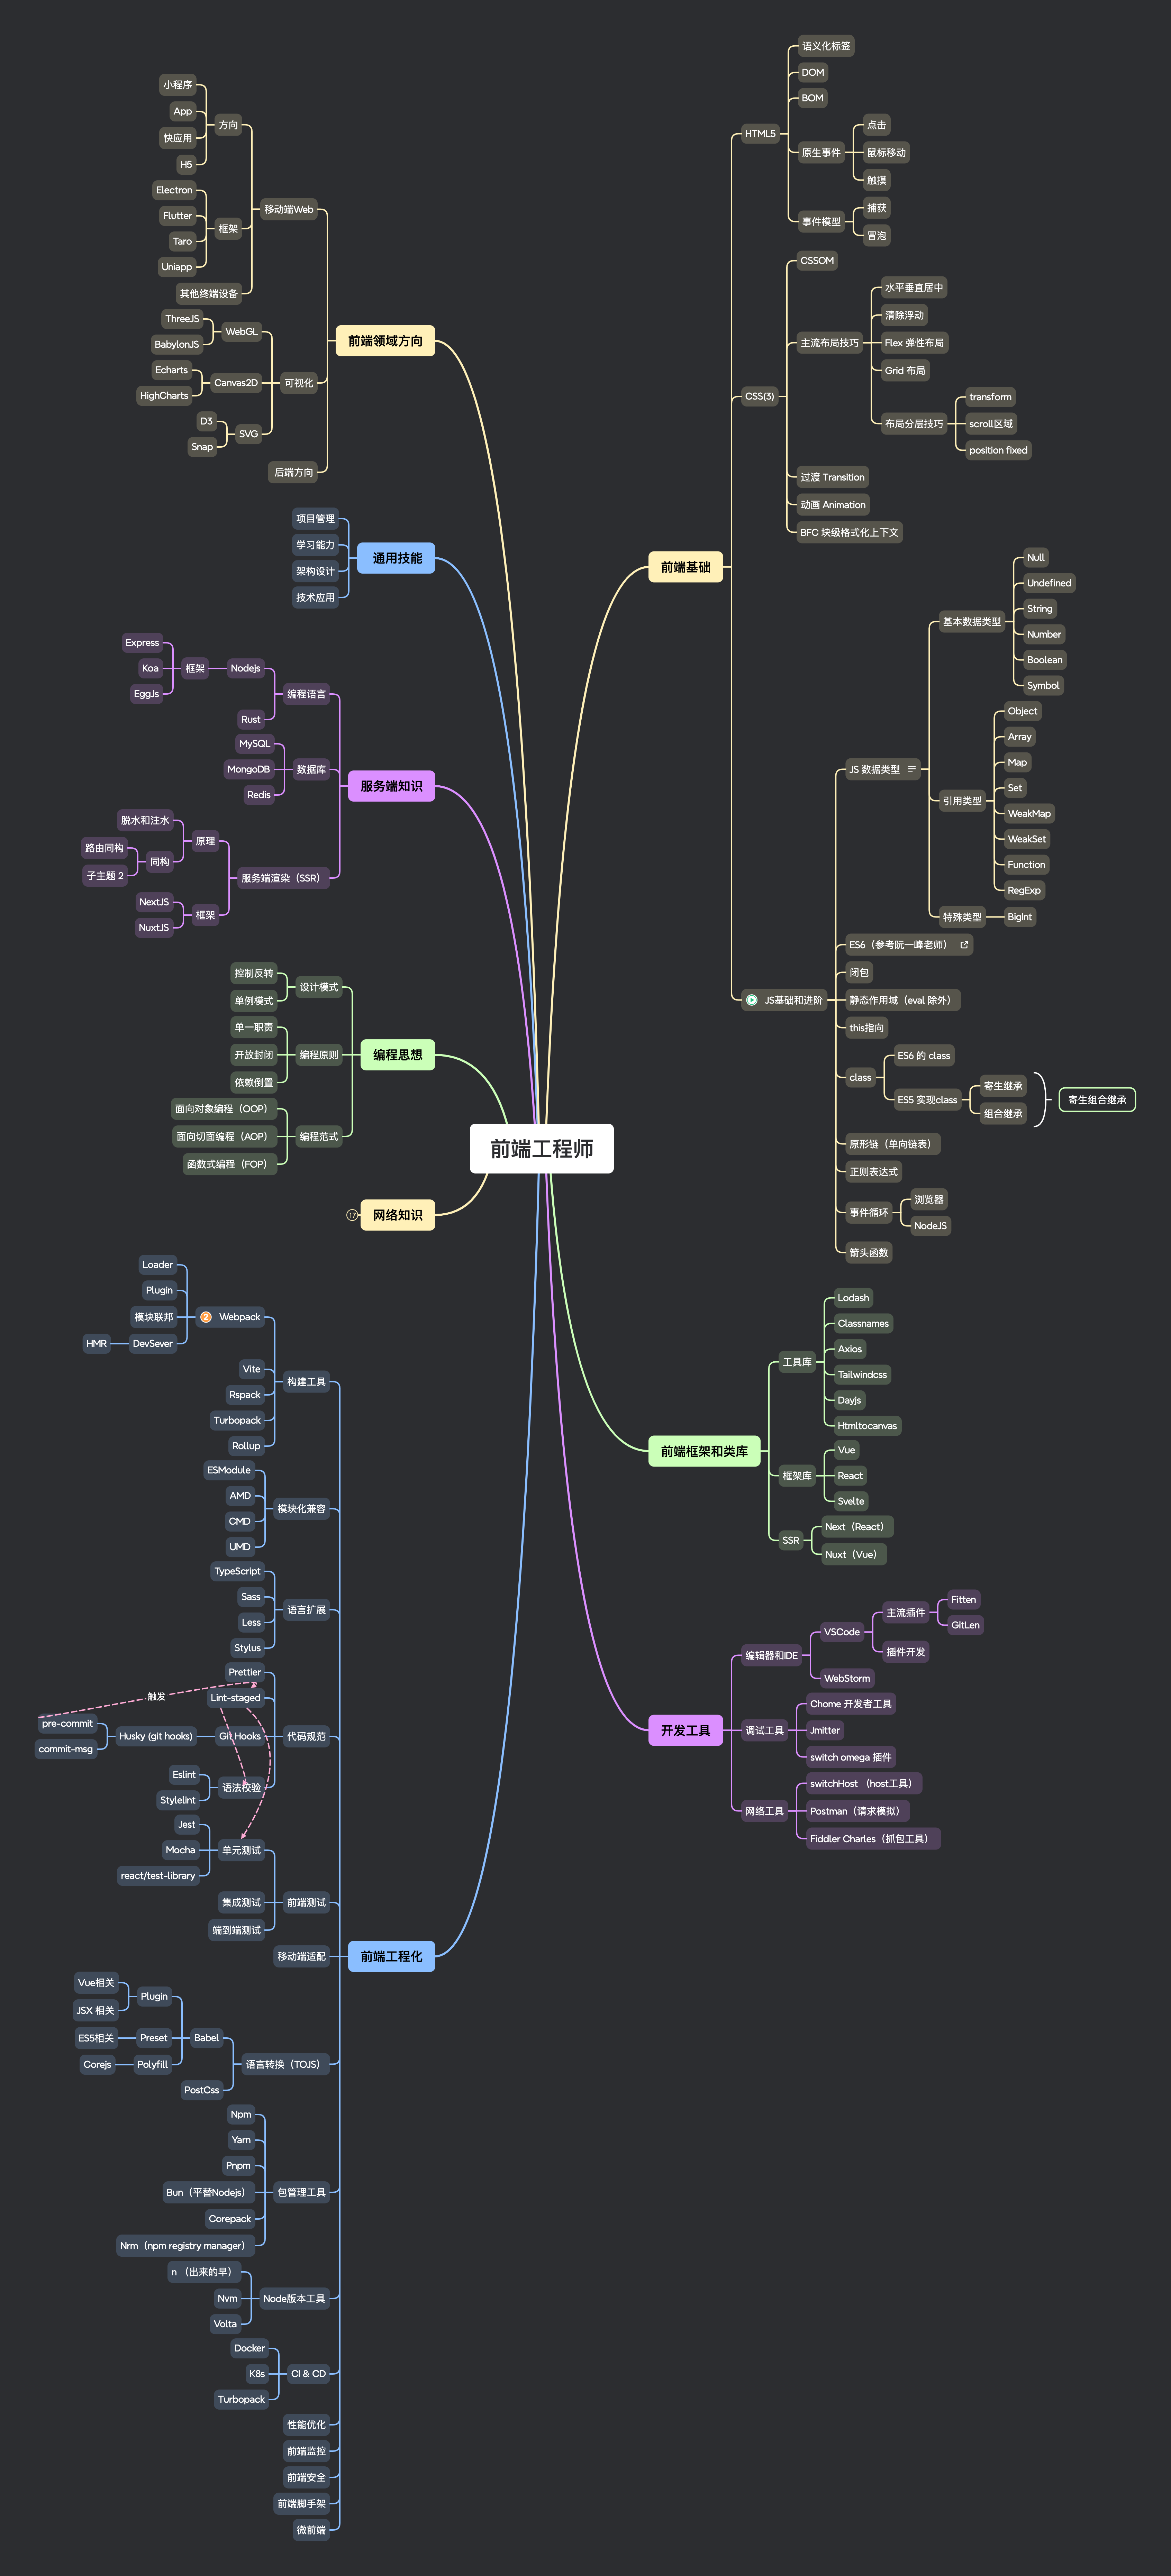 前端工程师
前端基础
HTML5
语义化标签
DOM
BOM
原生事件
点击
鼠标移动
触摸
事件模型
捕获
冒泡
CSS(3)
CSSOM
主流布局技巧
水平垂直居中
清除浮动
Flex 弹性布局
Grid 布局
布局分层技巧
transform
scroll区域
position fixed
过渡 Transition
动画 Animation
BFC 块级格式化上下文
JS基础和进阶
JS 数据类型
基本数据类型
Null
Undefined
String
Number
Boolean
Symbol
引用类型
Object
Array
Map
Set
WeakMap
WeakSet
Function
RegExp
特殊类型
BigInt
ES6（参考阮一峰老师）
闭包
静态作用域（eval 除外）
this指向
class
ES6 的 class
ES5 实现class
寄生继承
组合继承
寄生组合继承
原形链（单向链表）
正则表达式
事件循环
浏览器
NodeJS
箭头函数
前端框架和类库
工具库
Lodash
Classnames
Axios
Tailwindcss
Dayjs
Htmltocanvas
框架库
Vue
React
Svelte
SSR
Next（React）
Nuxt（Vue）
开发工具
编辑器和IDE
VSCode
主流插件
Fitten
GitLen
插件开发
WebStorm
调试工具
Chome 开发者工具
Jmitter
switch omega 插件
网络工具
switchHost （host工具）
Postman（请求模拟）
Fiddler Charles（抓包工具）
前端领域方向
移动端Web
方向
小程序
App
快应用
H5
框架
Electron
Flutter
Taro
Uniapp
其他终端设备
可视化
WebGL
ThreeJS
BabylonJS
Canvas2D
Echarts
HighCharts
SVG
D3
Snap
后端方向
通用技能
项目管理
学习能力
架构设计
技术应用
服务端知识
编程语言
Nodejs
框架
Express
Koa
EggJs
Rust
数据库
MySQL
MongoDB
Redis
服务端渲染（SSR）
原理
脱水和注水
同构
路由同构
子主题 2
框架
NextJS
NuxtJS
编程思想
设计模式
控制反转
单例模式
编程原则
单一职责
开放封闭
依赖倒置
编程范式
面向对象编程（OOP）
面向切面编程（AOP）
函数式编程（FOP）
网络知识
17
前端工程化
构建工具
2
Webpack
Loader
Plugin
模块联邦
DevSever
HMR
Vite
Rspack
Turbopack
Rollup
模块化兼容
ESModule
AMD
CMD
UMD
语言扩展
TypeScript
Sass
Less
Stylus
代码规范
Prettier
Lint-staged
触发
Git Hooks
Husky (git hooks)
pre-commit
commit-msg
语法校验
Eslint
Stylelint
前端测试
单元测试
Jest
Mocha
react/test-library
集成测试
端到端测试
移动端适配
语言转换（TOJS）
Babel
Plugin
Vue相关
JSX 相关
Preset
ES5相关
Polyfill
Corejs
PostCss
包管理工具
Npm
Yarn
Pnpm
Bun（平替Nodejs）
Corepack
Nrm（npm registry manager）
Node版本工具
n （出来的早）
Nvm
Volta
CI & CD
Docker
K8s
Turbopack
性能优化
前端监控
前端安全
前端脚手架
微前端